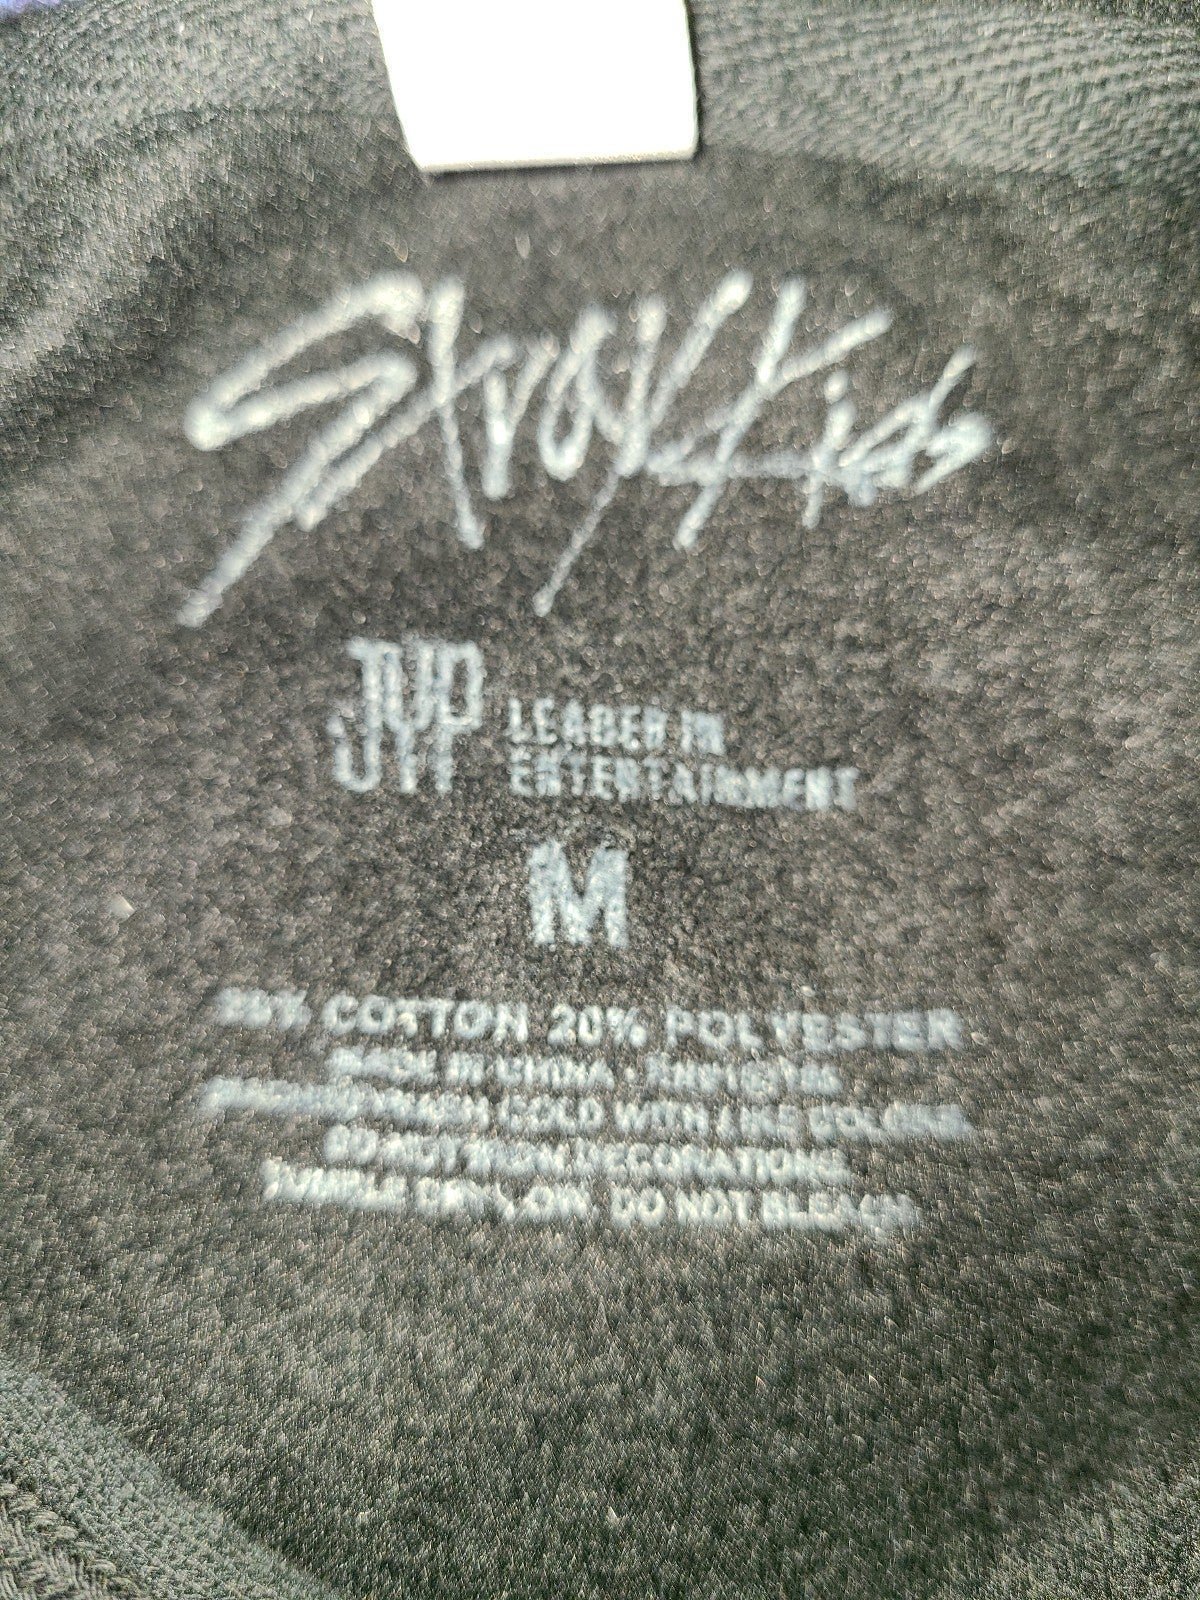 Stray Kids
JYP
LEADER IN
ENTERTAINMENT
M
80% COTTON 20% POLYESTER
MADE IN CHINA
COLD WITH LIKE COLORS
DO NOT IRON DECORATIONS
TUMBLE DRY LOW. DO NOT BLEACH